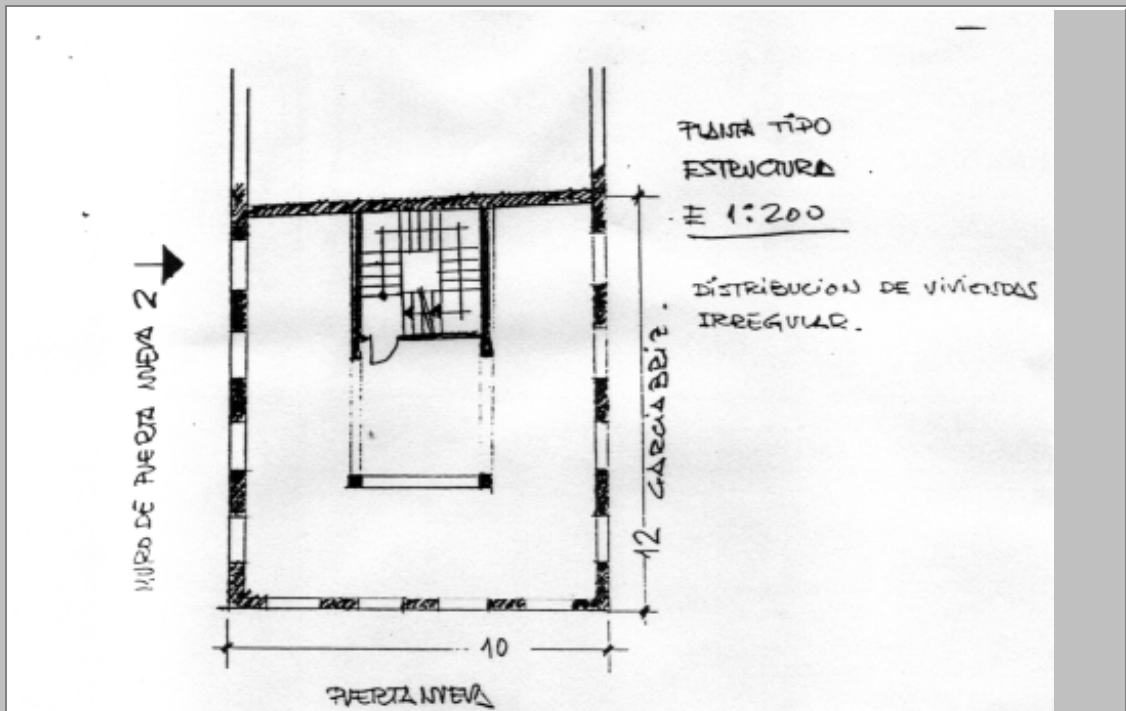 PLANTA TIPO
ESTRUCTURA
E 1:200
DISTRIBUCION DE VIVIENDAS
IRREGULAR.
MURO DE PUERTA NUEVA 2
12 GARCIA BRIZ.
10
PUERTA NUEVA